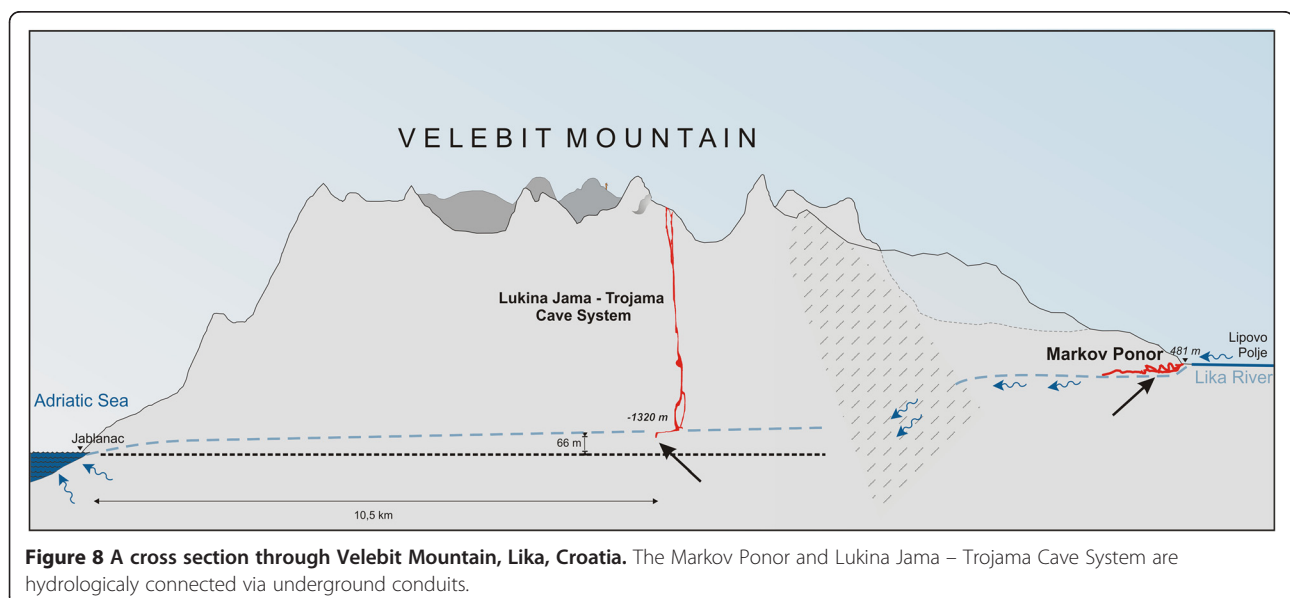 VELEBIT MOUNTAIN
Lukina Jama - Trojama
Cave System
Markov Ponor
481 m
Lipovo
Polje
Lika River
Adriatic Sea
Jablanac
-1320 m
66 m
10,5 km
Figure 8 A cross section through Velebit Mountain, Lika, Croatia. The Markov Ponor and Lukina Jama – Trojama Cave System are
hydrologicaly connected via underground conduits.